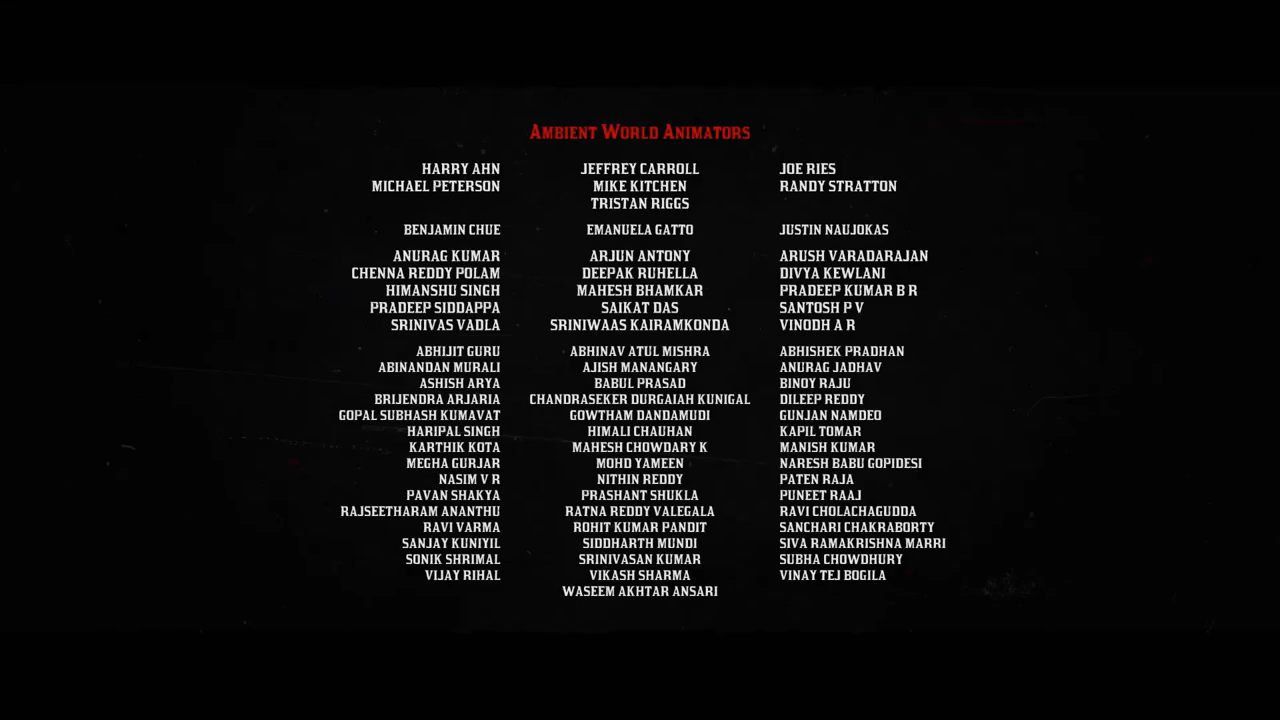 AMBIENT WORLD ANIMATORS
HARRY AHN JEFFREY CARROLL JOE RIES
MICHAEL PETERSON MIKE KITCHEN RANDY STRATTON
TRISTAN RIGGS
BENJAMIN CHUE EMANUELA GATTO JUSTIN NAUJOKAS
ANURAG KUMAR ARJUN ANTONY ARUSH VARADARAJAN
CHENNA REDDY POLAM DEEPAK RUHELLA DIVYA KEWLANI
HIMANSHU SINGH MAHESH BHAMKAR PRADEEP KUMAR B R
PRADEEP SIDDAPPA SAIKAT DAS SANTOSH P V
SRINIVAS VADLA SRINIWAAS KAIRAMKONDA VINODH A R
ABHIJIT GURU ABHINAV ATUL MISHRA ABHISHEK PRADHAN
ABINANDAN MURALI AJISH MANANGARY ANURAG JADHAV
ASHISH ARYA BABUL PRASAD BINOY RAJU
BRIJENDRA ARJARIA CHANDRASEKER DURGAIAH KUNIGAL DILEEP REDDY
GOPAL SUBHASH KUMAVAT GOWTHAM DANDAMUDI GUNJAN NAMDEO
HARIPAL SINGH HIMALI CHAUHAN KAPIL TOMAR
KARTHIK KOTA MAHESH CHOWDARY K MANISH KUMAR
MEGHA GURJAR MOHD YAMEEN NARESH BABU GOPIDESI
NASIM V R NITHIN REDDY PATEN RAJA
PAVAN SHAKYA PRASHANT SHUKLA PUNEET RAAJ
RAJSEETHARAM ANANTHU RATNA REDDY VALEGALA RAVI CHOLACHAGUDDA
RAVI VARMA ROHIT KUMAR PANDIT SANCHARI CHAKRABORTY
SANJAY KUNIYIL SIDDHARTH MUNDI SIVA RAMAKRISHNA MARRI
SONIK SHRIMAL SRINIVASAN KUMAR SUBHA CHOWDHURY
VIJAY RIHAL VIKASH SHARMA VINAY TEJ BOGILA
WASEEM AKHTAR ANSARI